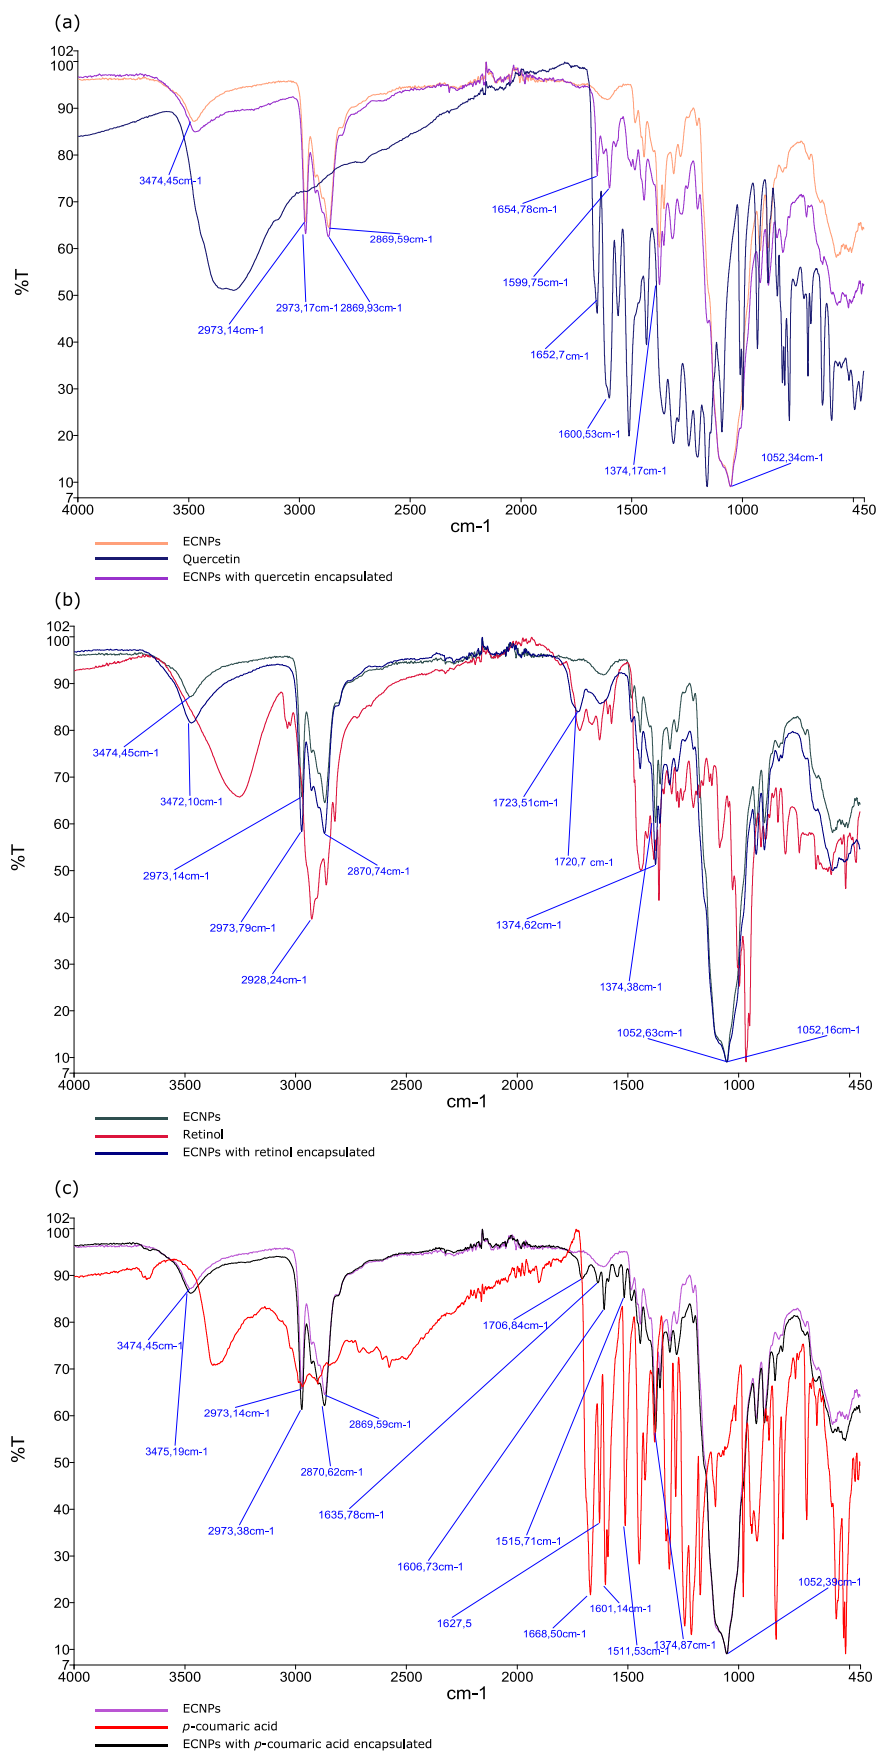 (a)
102
100
90
80
70
60
50
40
30
20
10
7
%T
3474,45cm-1
2973,14cm-1
2973,17cm-1
2869,93cm-1
2869,59cm-1
1654,78cm-1
1599,75cm-1
1652,7cm-1
1600,53cm-1
1374,17cm-1
1052,34cm-1
4000 3500 3000 2500 2000 1500 1000 450
cm-1
ECNPs
Quercetin
ECNPs with quercetin encapsulated
(b)
102
100
90
80
70
60
50
40
30
20
10
7
%T
3474,45cm-1
3472,10cm-1
2973,14cm-1
2973,79cm-1
2928,24cm-1
2870,74cm-1
1723,51cm-1
1720,7 cm-1
1374,62cm-1
1374,38cm-1
1052,63cm-1
1052,16cm-1
4000 3500 3000 2500 2000 1500 1000 450
cm-1
ECNPs
Retinol
ECNPs with retinol encapsulated
(c)
102
100
90
80
70
60
50
40
30
20
10
7
%T
3474,45cm-1
3475,19cm-1
2973,14cm-1
2973,38cm-1
2869,59cm-1
2870,62cm-1
1706,84cm-1
1635,78cm-1
1606,73cm-1
1515,71cm-1
1627,5
1668,50cm-1
1601,14cm-1
1511,53cm-1
1374,87cm-1
1052,39cm-1
4000 3500 3000 2500 2000 1500 1000 450
cm-1
ECNPs
p-coumaric acid
ECNPs with p-coumaric acid encapsulated